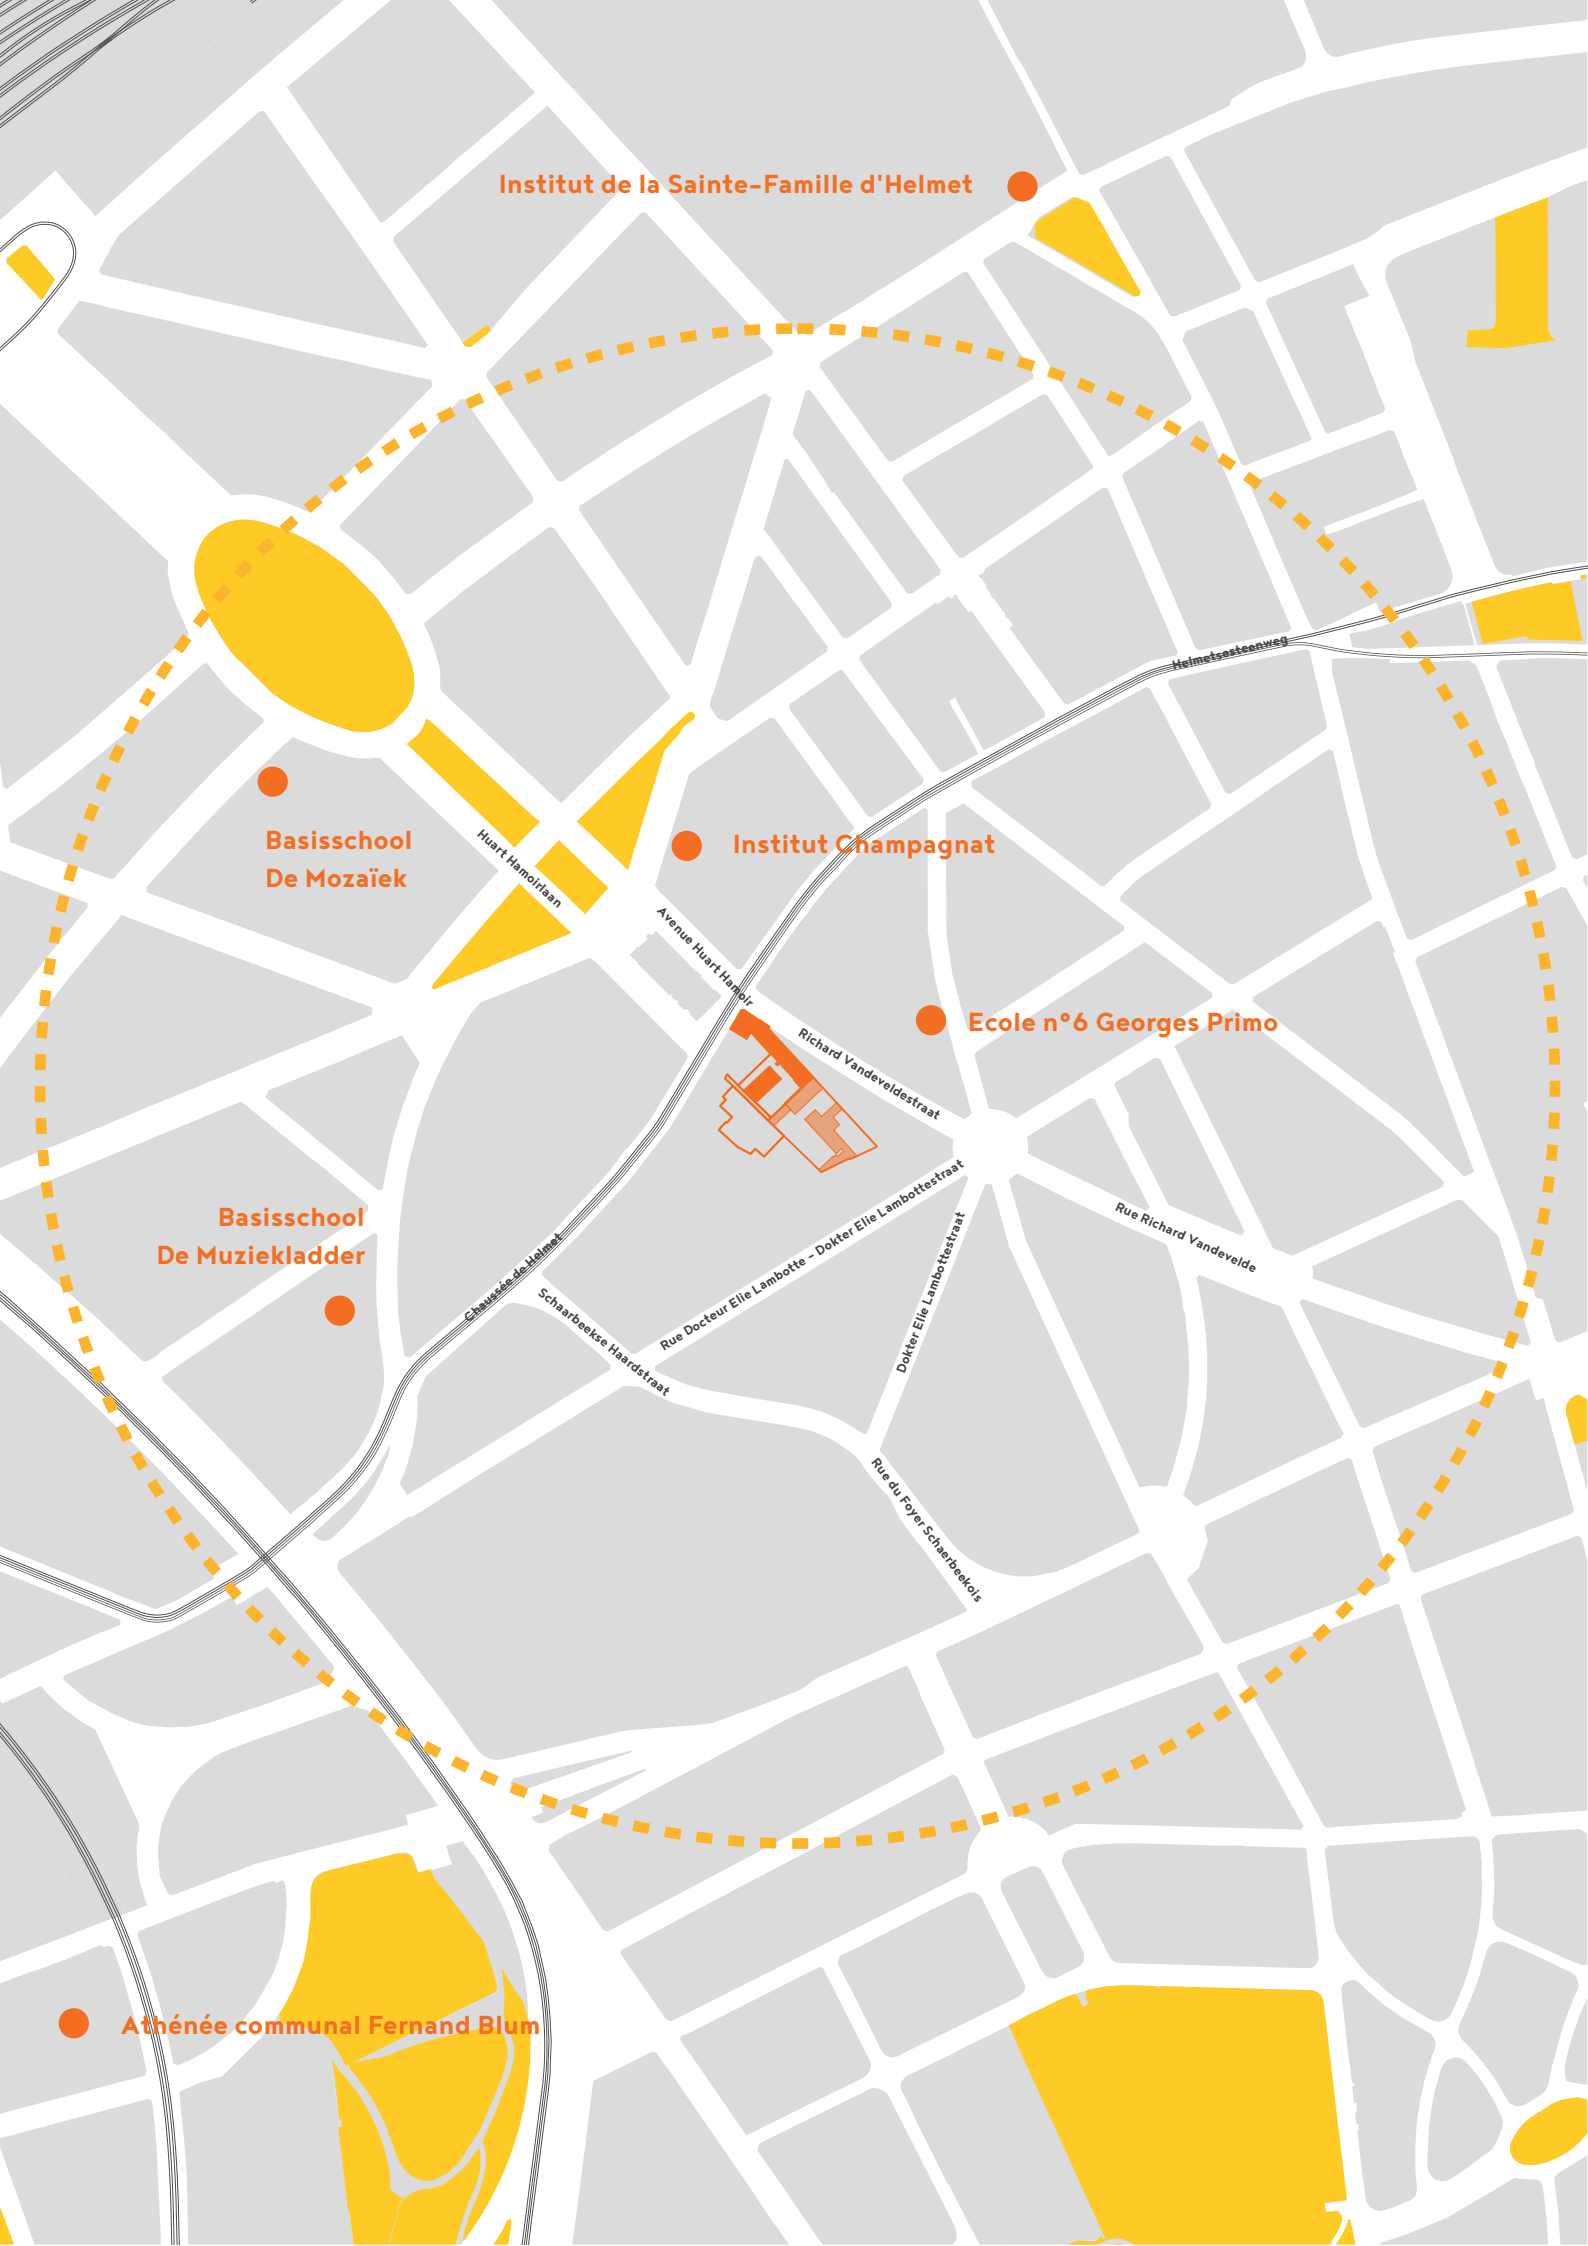 Institut de la Sainte-Famille d'Helmet
Helmetsesteenweg
Basisschool
De Mozaïek
Huart Hamoirlaan
Institut Champagnat
Avenue Huart Hamoir
Ecole n°6 Georges Primo
Richard Vandeveldestraat
Basisschool
De Muziekladder
Chaussée de Helmet
Schaarbeekse Haardstraat
Rue Docteur Elie Lambotte - Dokter Elie Lambottestraat
Dokter Elie Lambottestraat
Rue Richard Vandevelde
Rue du Foyer Schaerbeekois
Athénée communal Fernand Blum